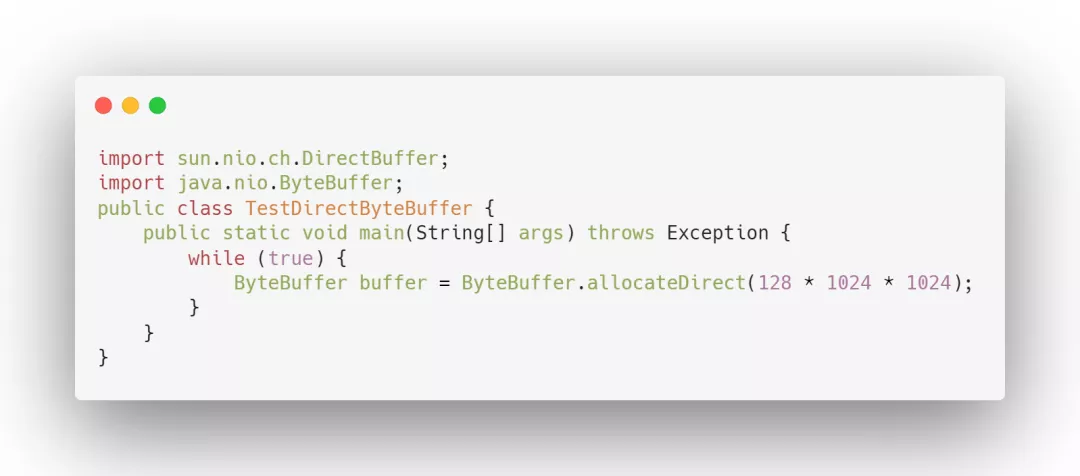 import sun.nio.ch.DirectBuffer;
import java.nio.ByteBuffer;
public class TestDirectByteBuffer {
    public static void main(String[] args) throws Exception {
        while (true) {
            ByteBuffer buffer = ByteBuffer.allocateDirect(128 * 1024 * 1024);
        }
    }
}